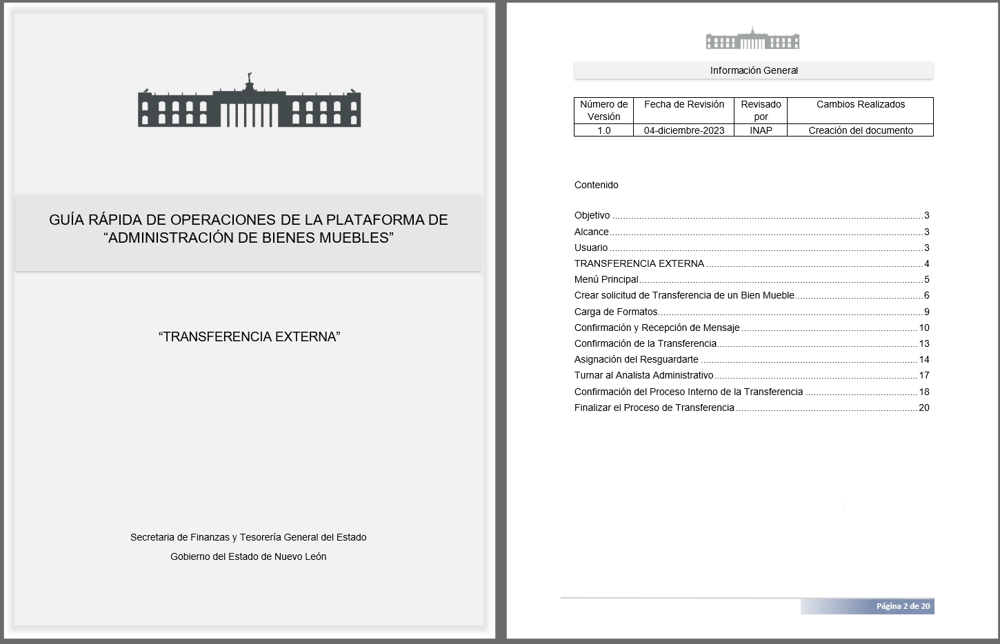 GUÍA RÁPIDA DE OPERACIONES DE LA PLATAFORMA DE
“ADMINISTRACIÓN DE BIENES MUEBLES”
“TRANSFERENCIA EXTERNA”
Secretaria de Finanzas y Tesorería General del Estado
Gobierno del Estado de Nuevo León
Información General
Número de Versión Fecha de Revisión Revisado por Cambios Realizados
1.0 04-diciembre-2023 INAP Creación del documento
Contenido
Objetivo 3
Alcance 3
Usuario 3
TRANSFERENCIA EXTERNA 4
Menú Principal 5
Crear solicitud de Transferencia de un Bien Mueble 6
Carga de Formatos 9
Confirmación y Recepción de Mensaje 10
Confirmación de la Transferencia 13
Asignación del Resguardarte 14
Turnar al Analista Administrativo 17
Confirmación del Proceso Interno de la Transferencia 18
Finalizar el Proceso de Transferencia 20
Página 2 de 20